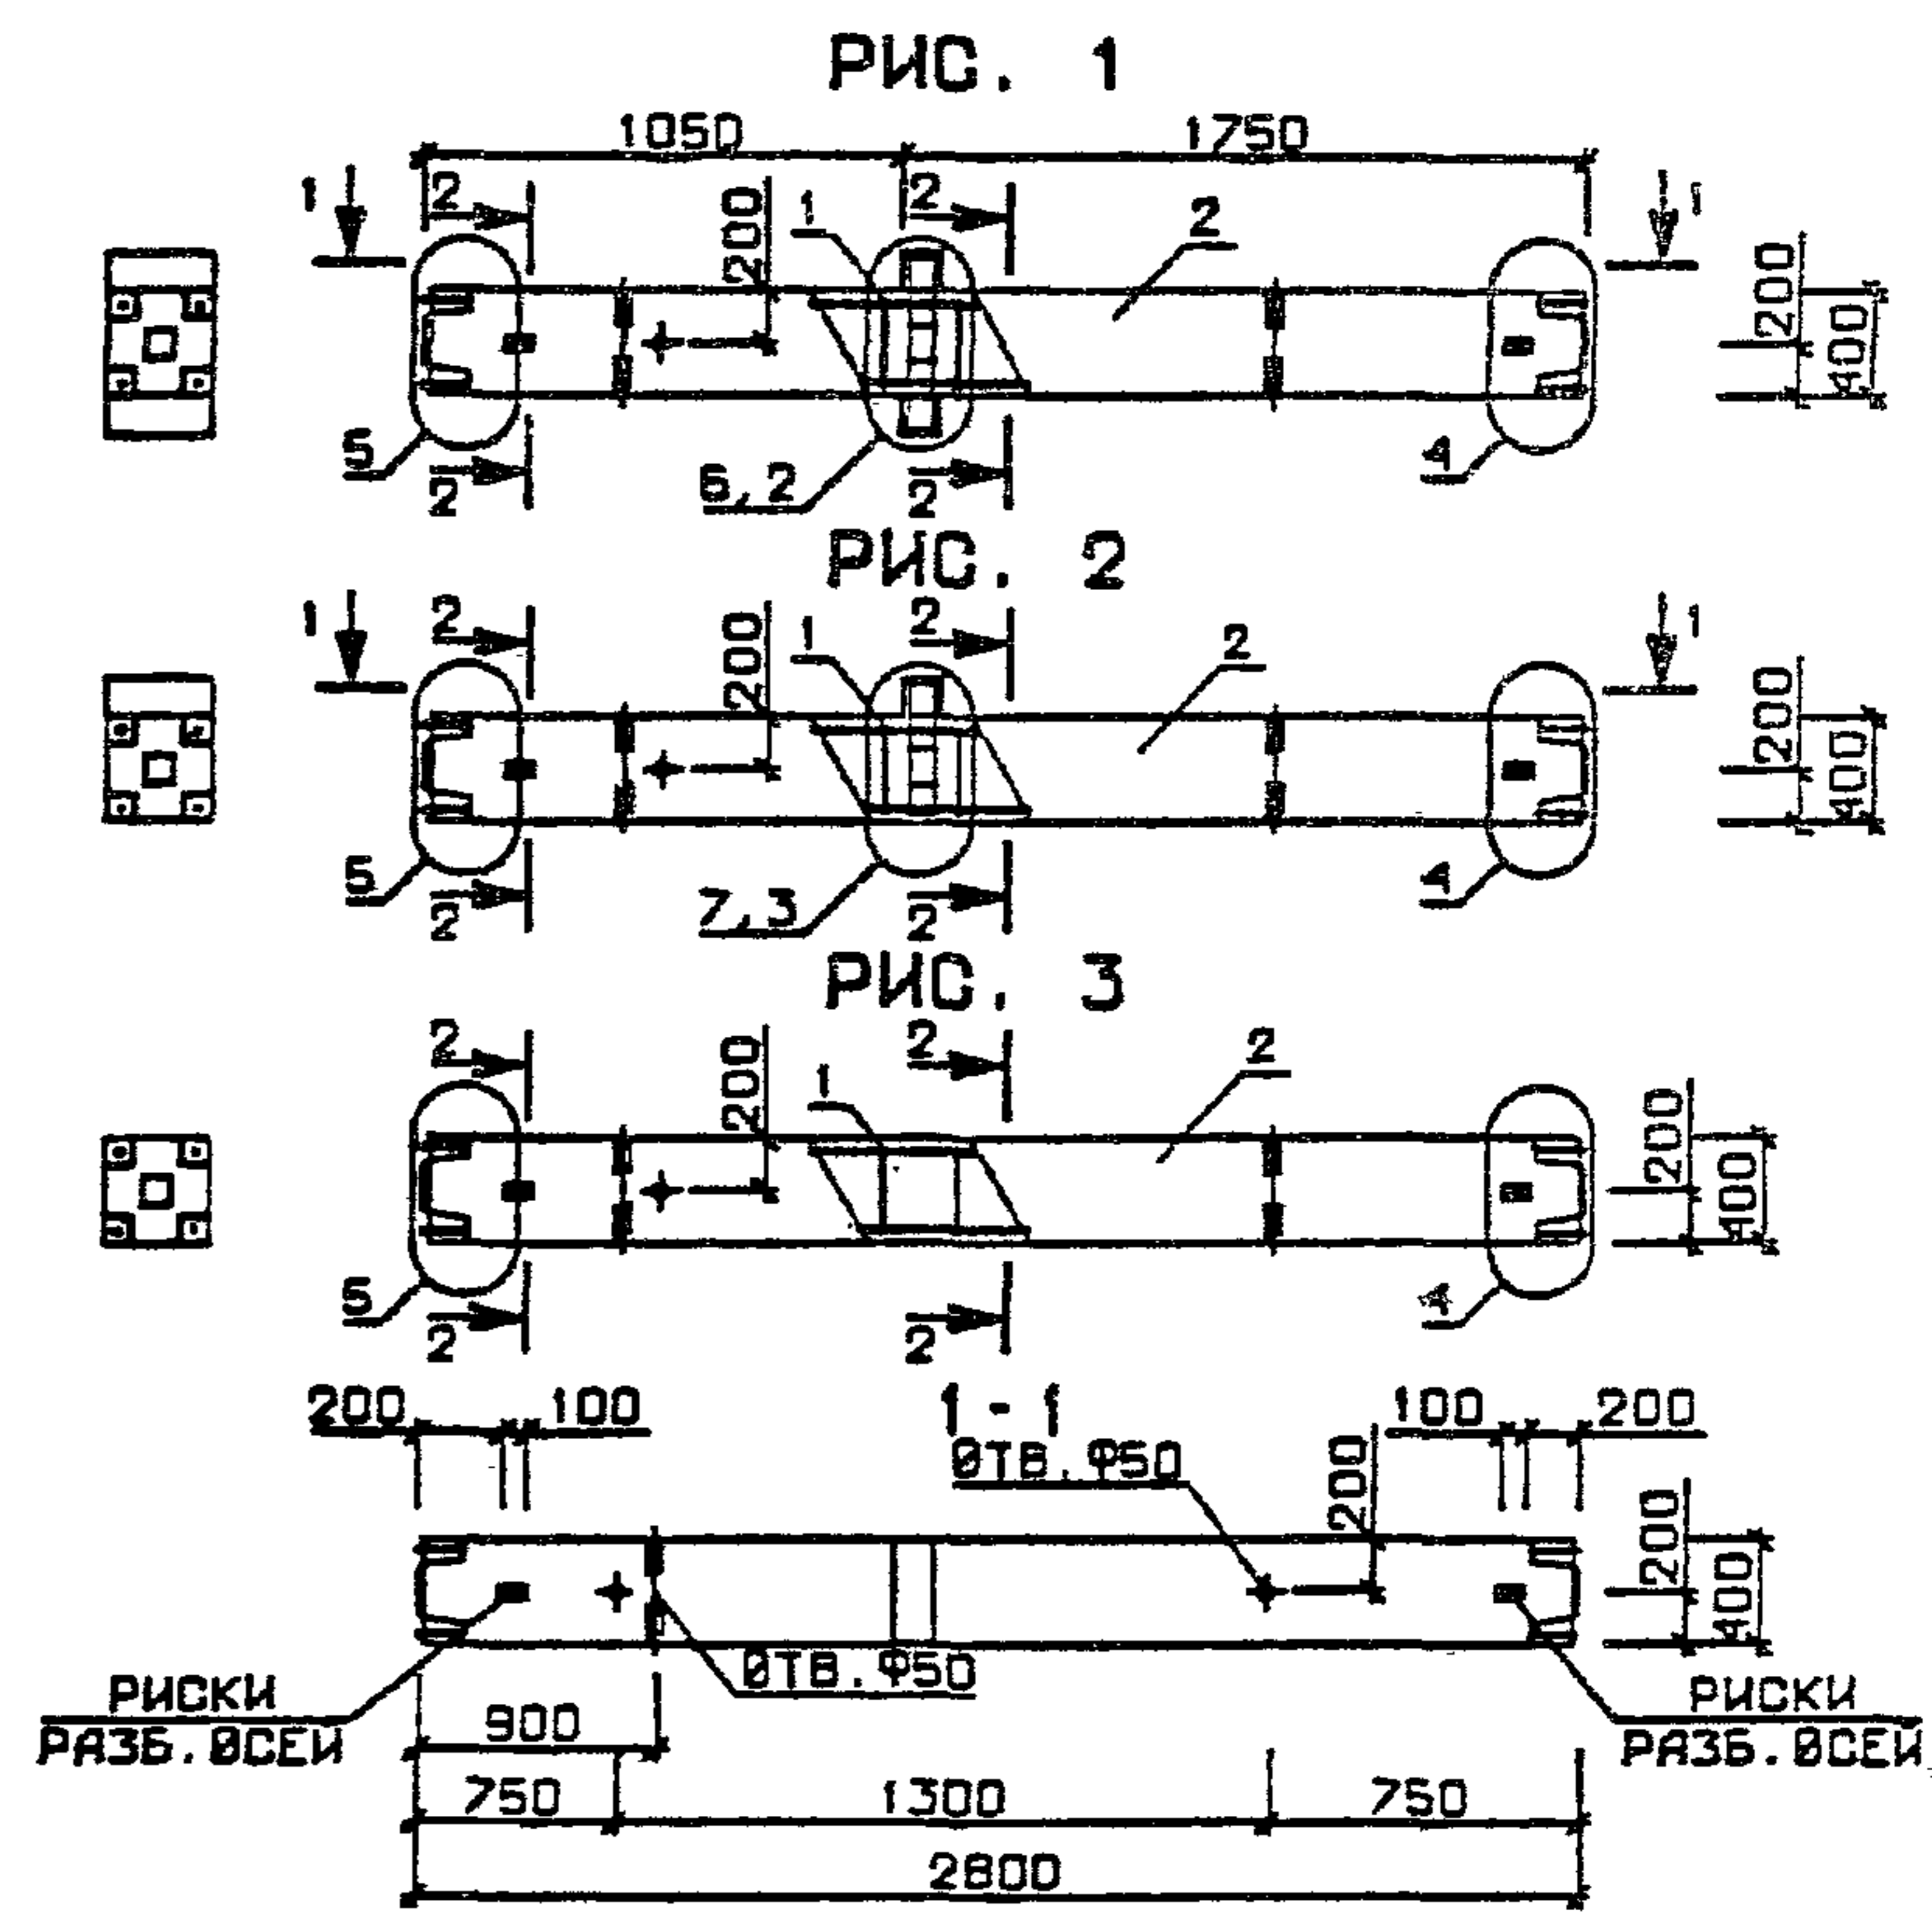 РИС. 1
1050 1750
1 2 200 1 2 2 1
200
400
5 2 6,2 2 4
РИС. 2
1 2 200 1 2 2 1
200
400
5 2 7,3 2 4
РИС. 3
2 200 1 2 2
200
400
5 2 2 4
200 100 1-1 100 200
ОТВ.Ф50 200
200
400
ОТВ.Ф50
РИСКИ
РАЗБ.ОСЕЙ
РИСКИ
РАЗБ.ОСЕЙ
900
750 1300 750
2800